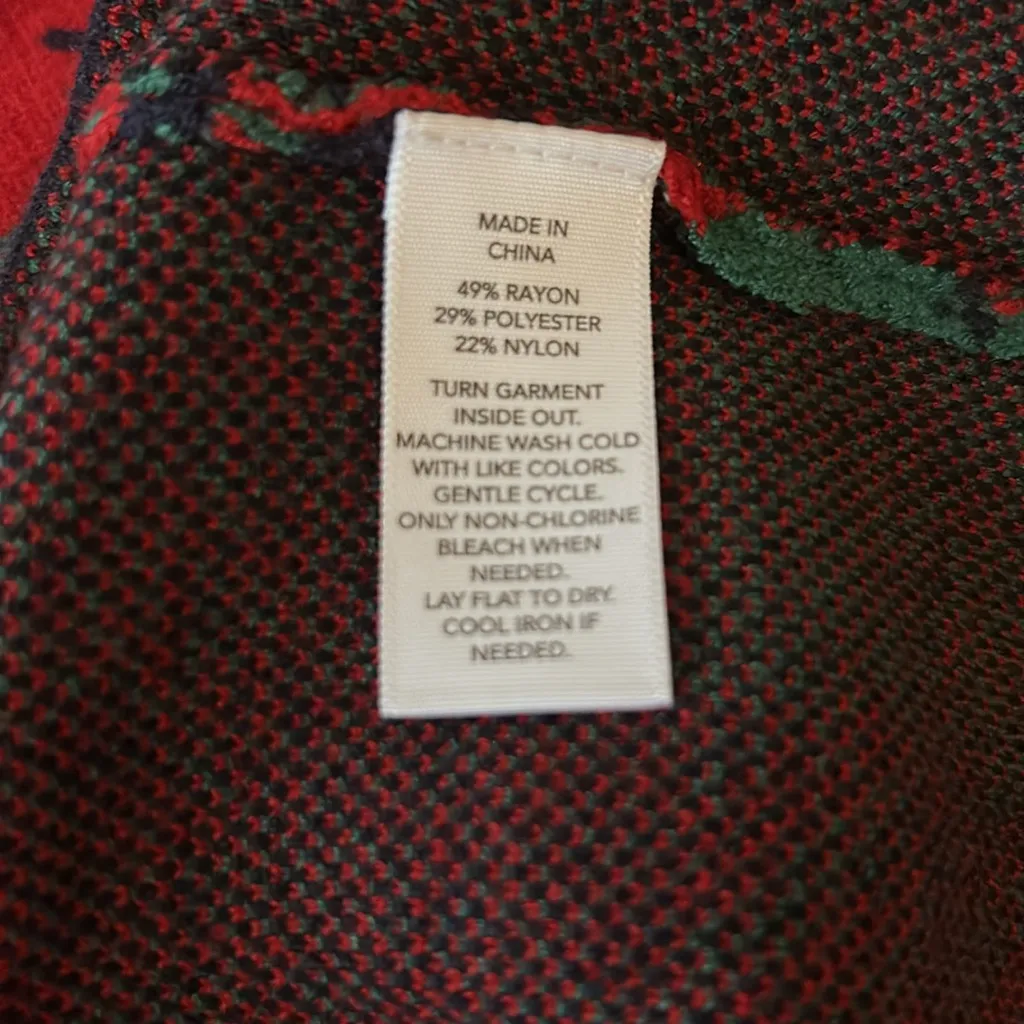 MADE IN
CHINA
49% RAYON
29% POLYESTER
22% NYLON
TURN GARMENT
INSIDE OUT.
MACHINE WASH COLD
WITH LIKE COLORS.
GENTLE CYCLE.
ONLY NON-CHLORINE
BLEACH WHEN
NEEDED.
LAY FLAT TO DRY.
COOL IRON IF
NEEDED.